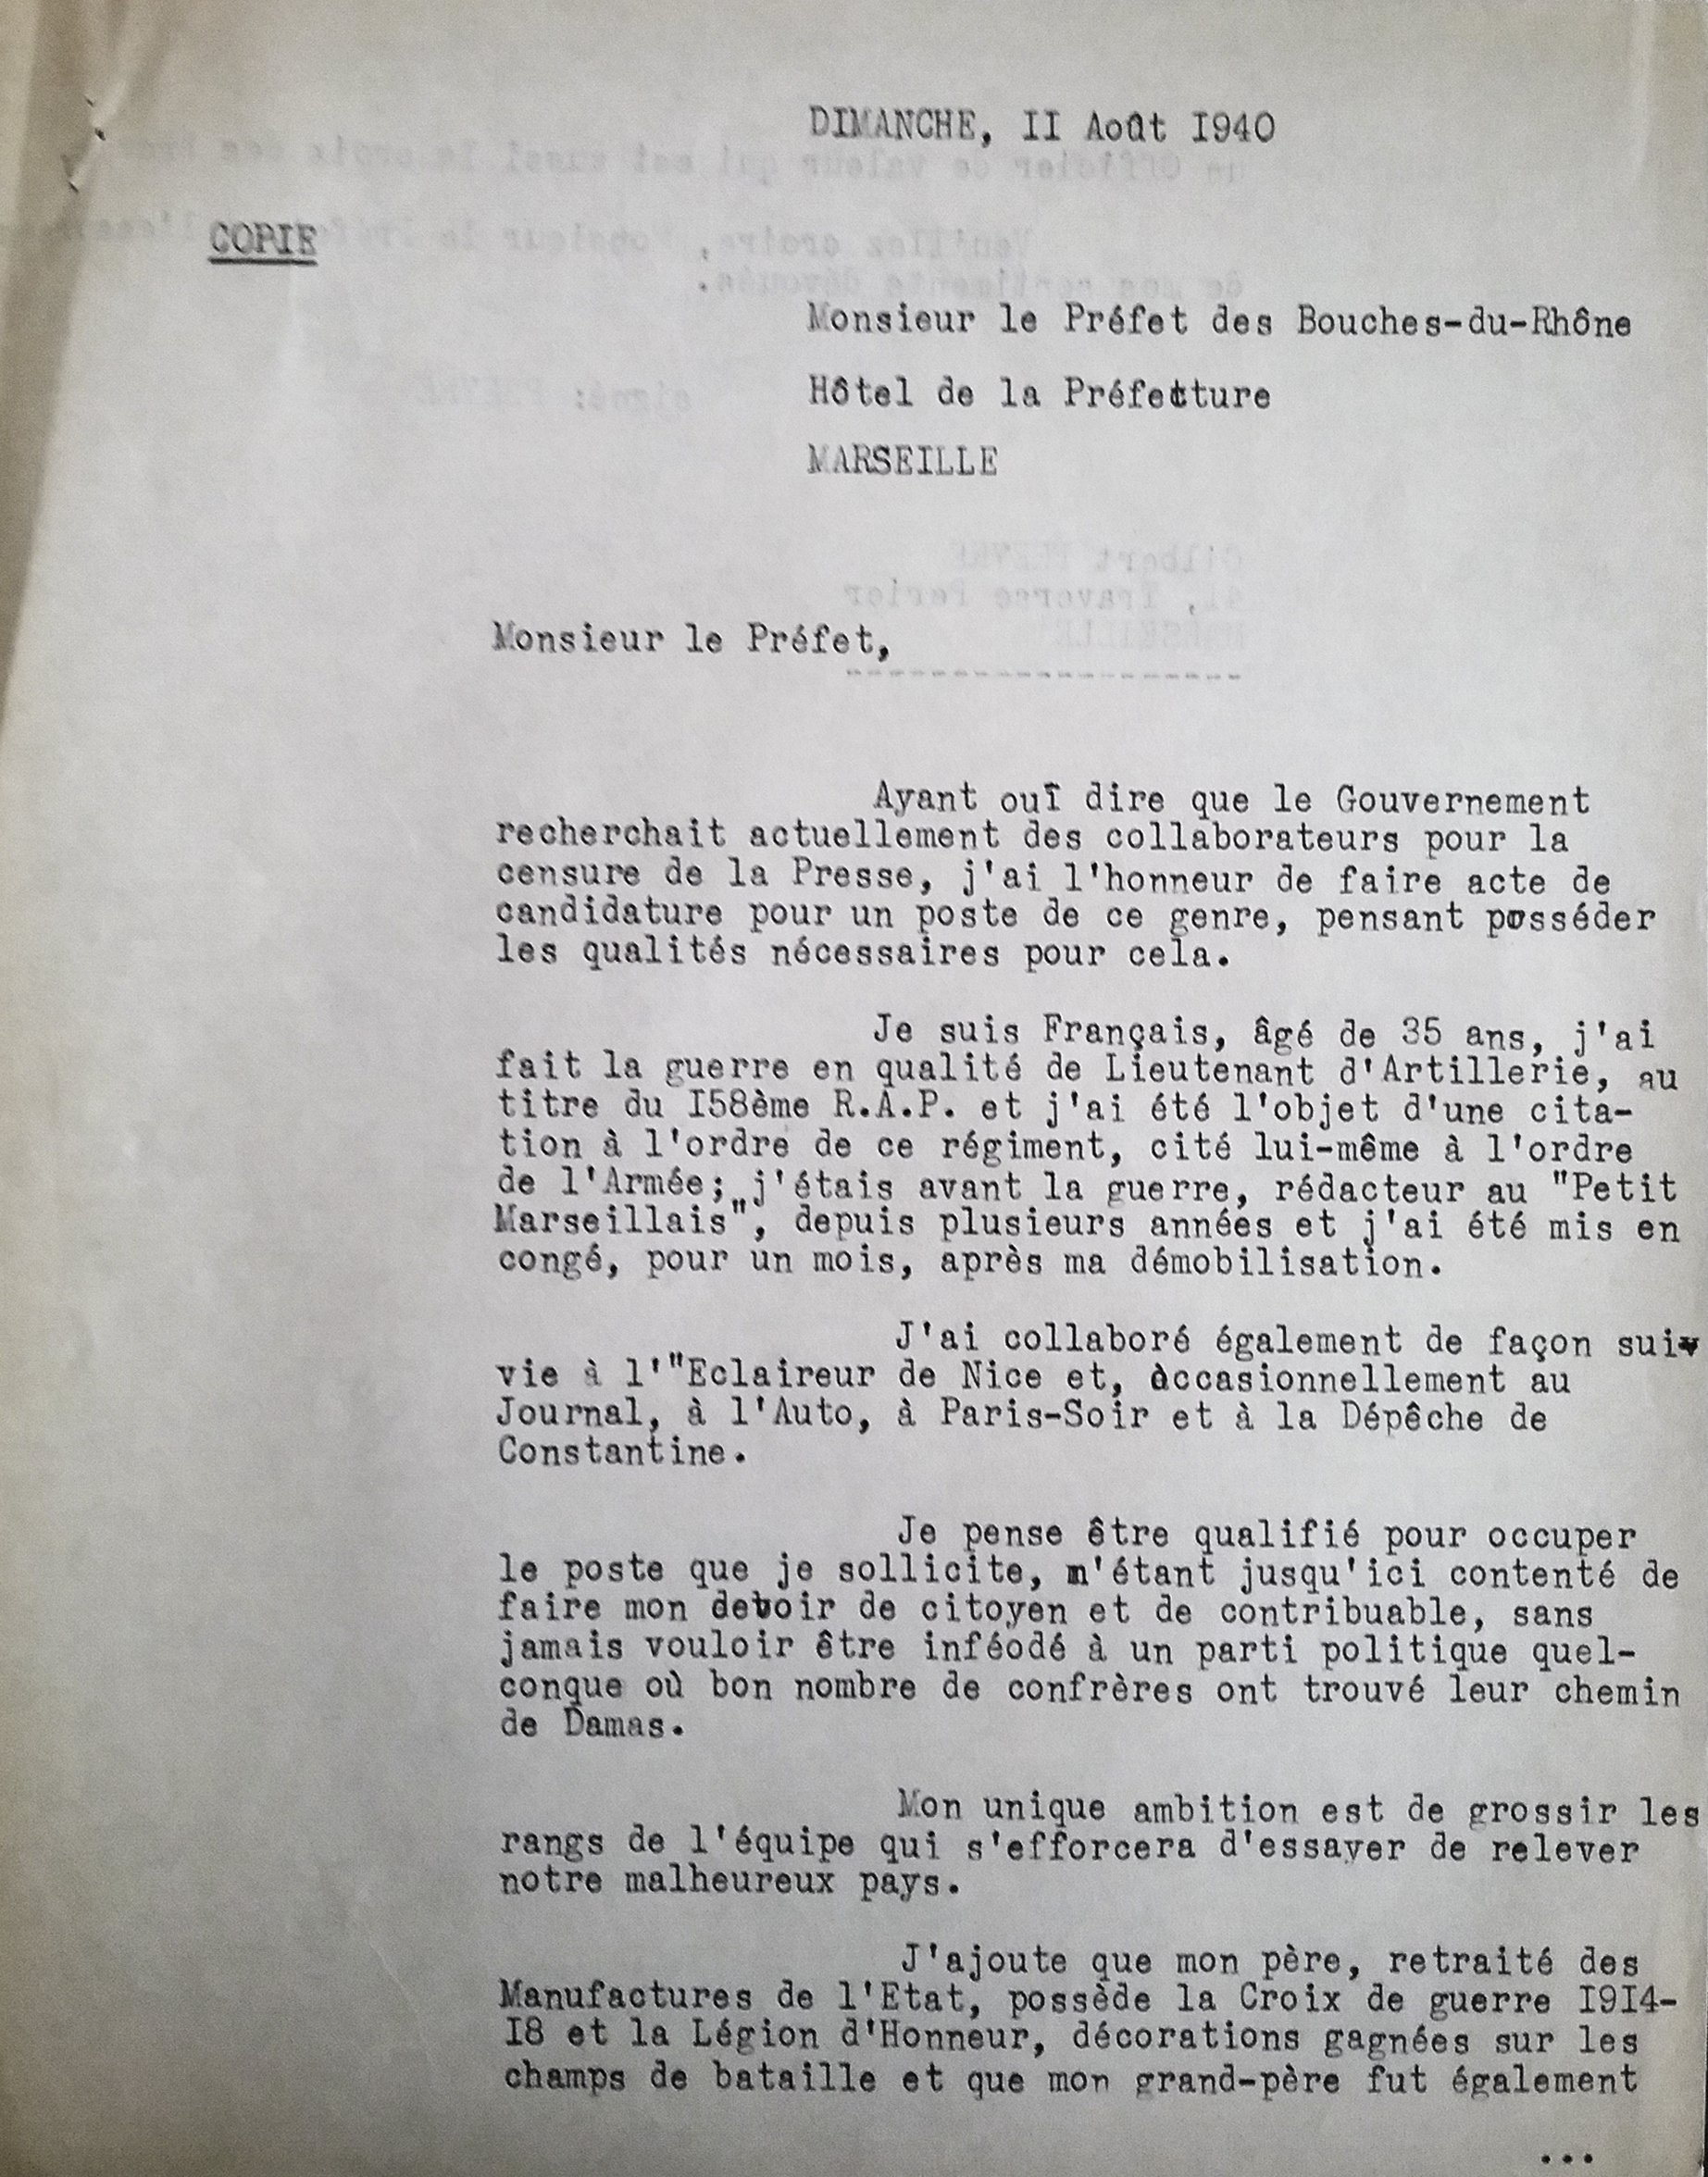 DIMANCHE, II Août I940
COPIE
Monsieur le Préfet des Bouches-du-Rhône
Hôtel de la Préfecture
MARSEILLE
Monsieur le Préfet,
Ayant ouï dire que le Gouvernement
recherchait actuellement des collaborateurs pour la
censure de la Presse, j'ai l'honneur de faire acte de
candidature pour un poste de ce genre, pensant posséder
les qualités nécessaires pour cela.
Je suis Français, âgé de 35 ans, j'ai
fait la guerre en qualité de Lieutenant d'Artillerie, au
titre du I58ème R.A.P. et j'ai été l'objet d'une cita-
tion à l'ordre de ce régiment, cité lui-même à l'ordre
de l'Armée; j'étais avant la guerre, rédacteur au "Petit
Marseillais", depuis plusieurs années et j'ai été mis en
congé, pour un mois, après ma démobilisation.
J'ai collaboré également de façon sui-
vie à l'"Eclaireur de Nice et, occasionnellement au
Journal, à l'Auto, à Paris-Soir et à la Dépêche de
Constantine.
Je pense être qualifié pour occuper
le poste que je sollicite, m'étant jusqu'ici contenté de
faire mon devoir de citoyen et de contribuable, sans
jamais vouloir être inféodé à un parti politique quel-
conque où bon nombre de confrères ont trouvé leur chemin
de Damas.
Mon unique ambition est de grossir les
rangs de l'équipe qui s'efforcera d'essayer de relever
notre malheureux pays.
J'ajoute que mon père, retraité des
Manufactures de l'Etat, possède la Croix de guerre I9I4-
I8 et la Légion d'Honneur, décorations gagnées sur les
champs de bataille et que mon grand-père fut également
...